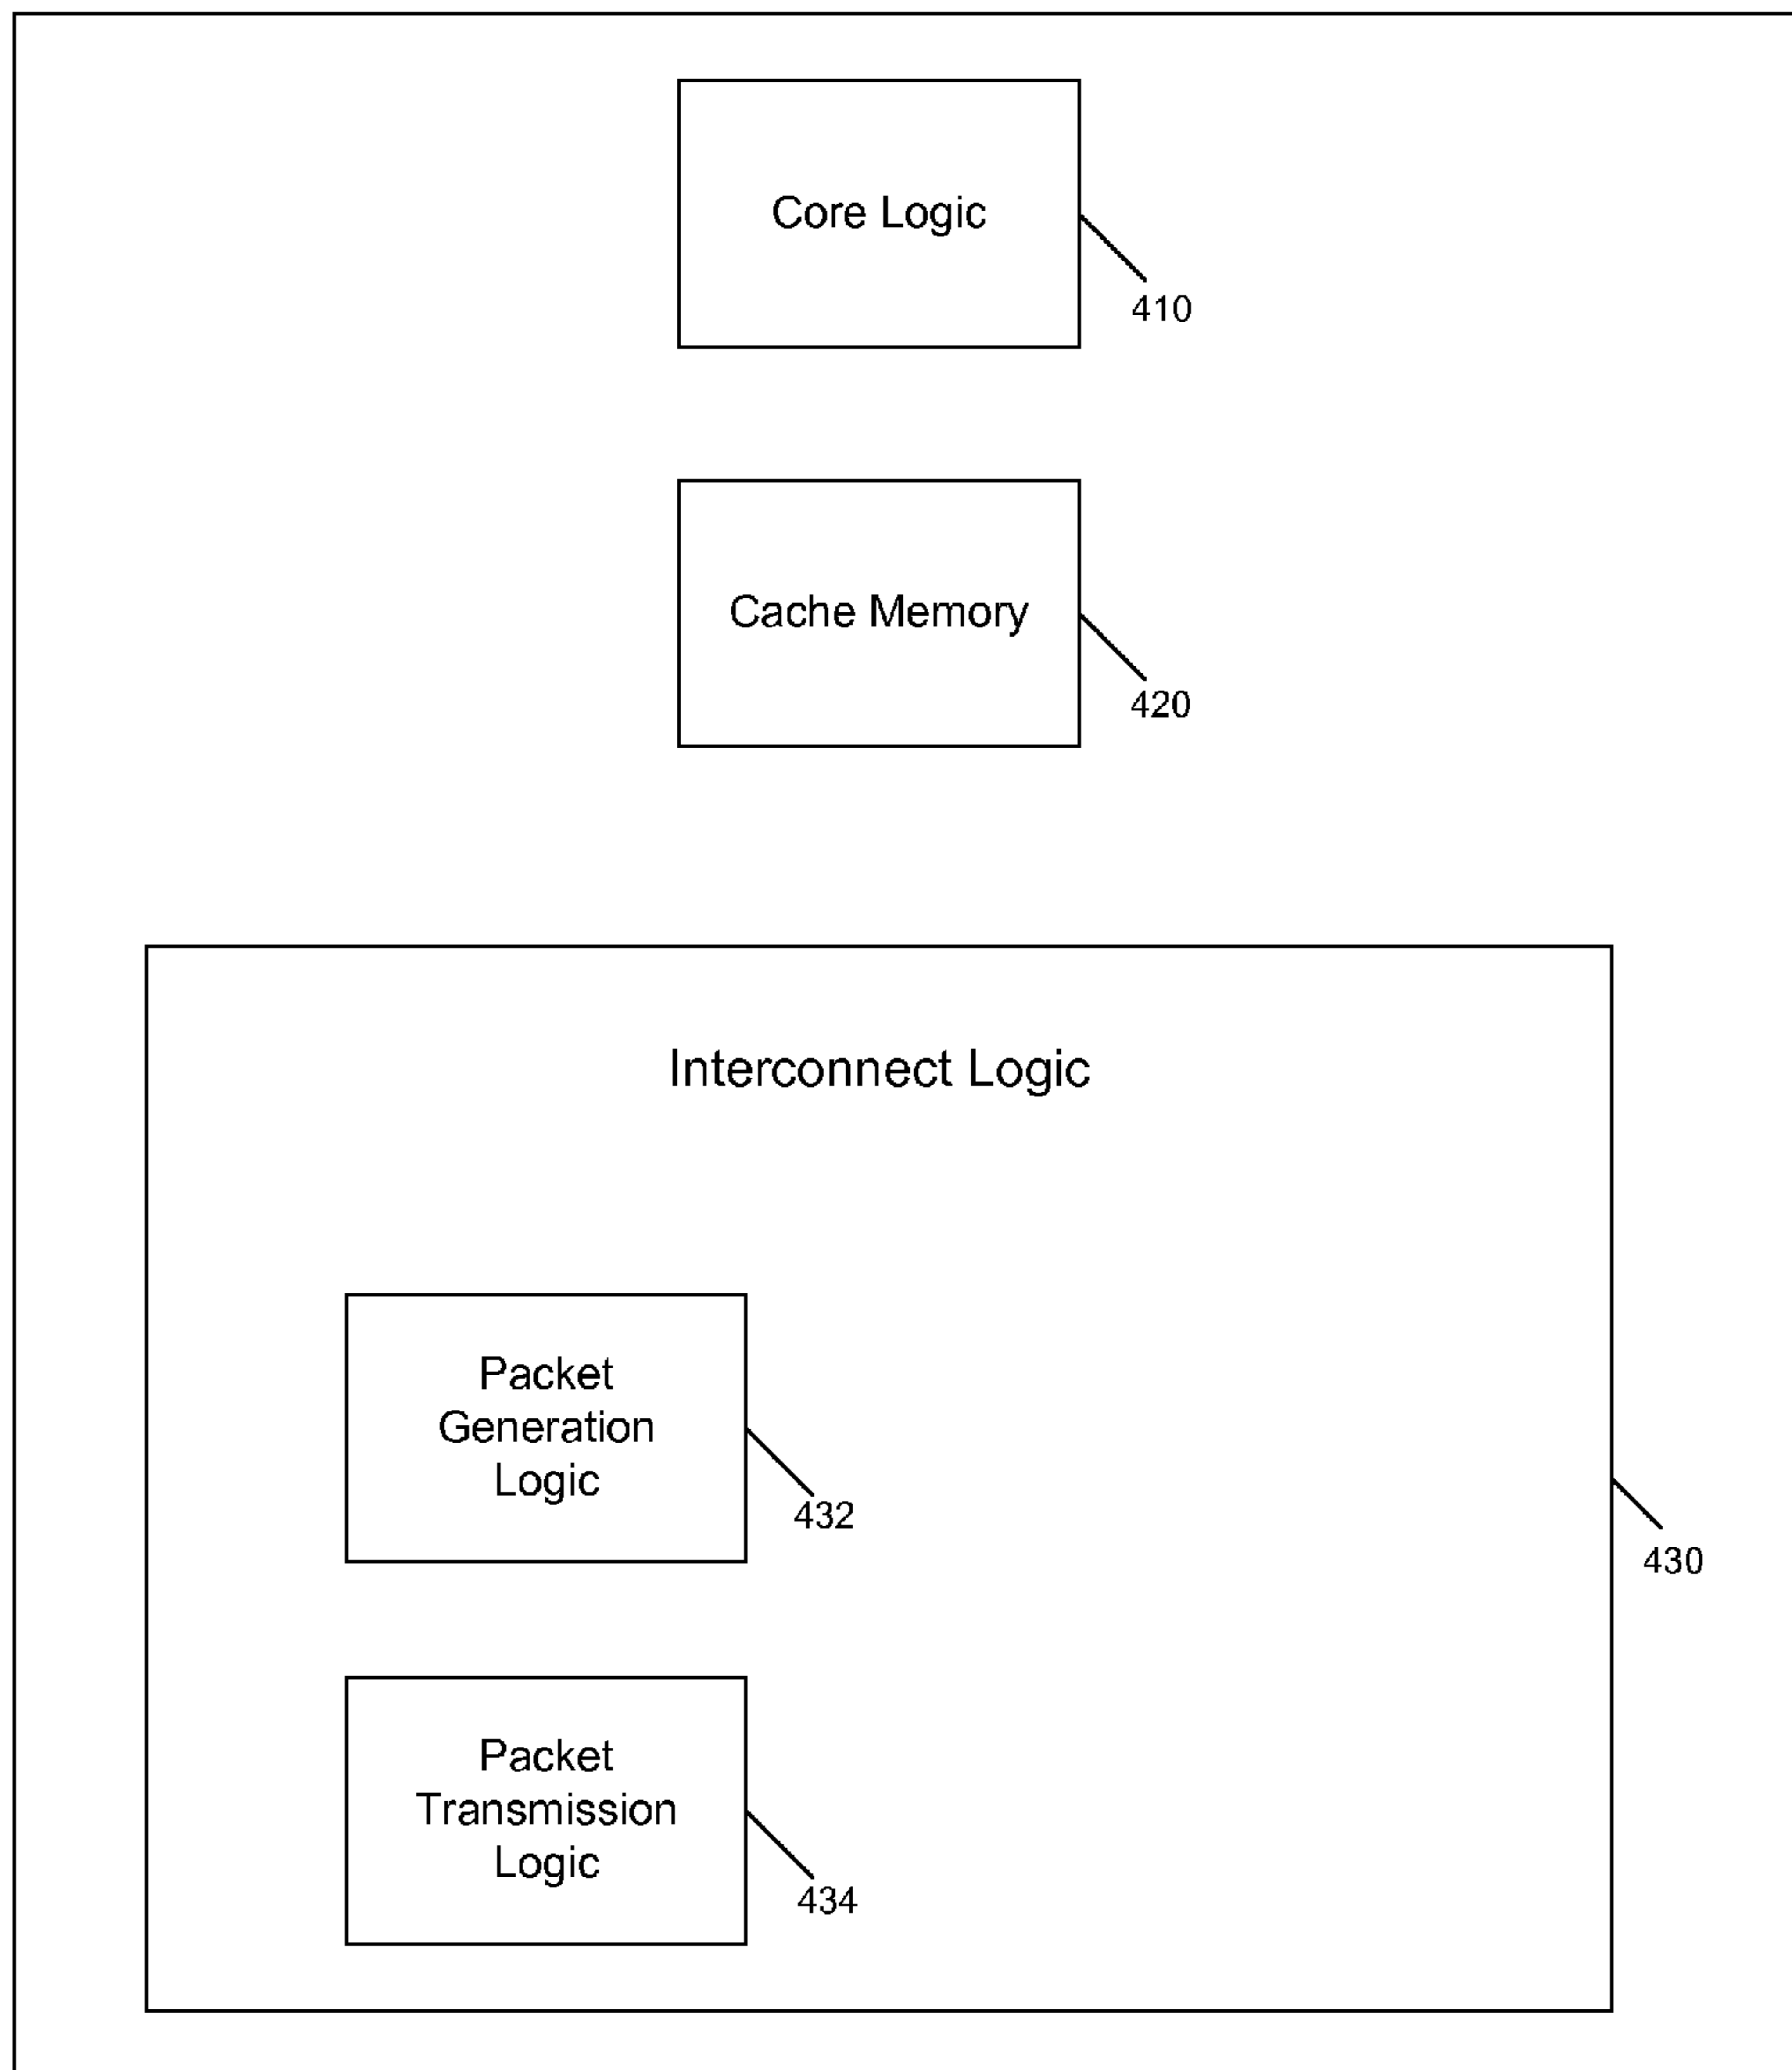 Core Logic
410
Cache Memory
420
Interconnect Logic
Packet
Generation
Logic
432
430
Packet
Transmission
Logic
434